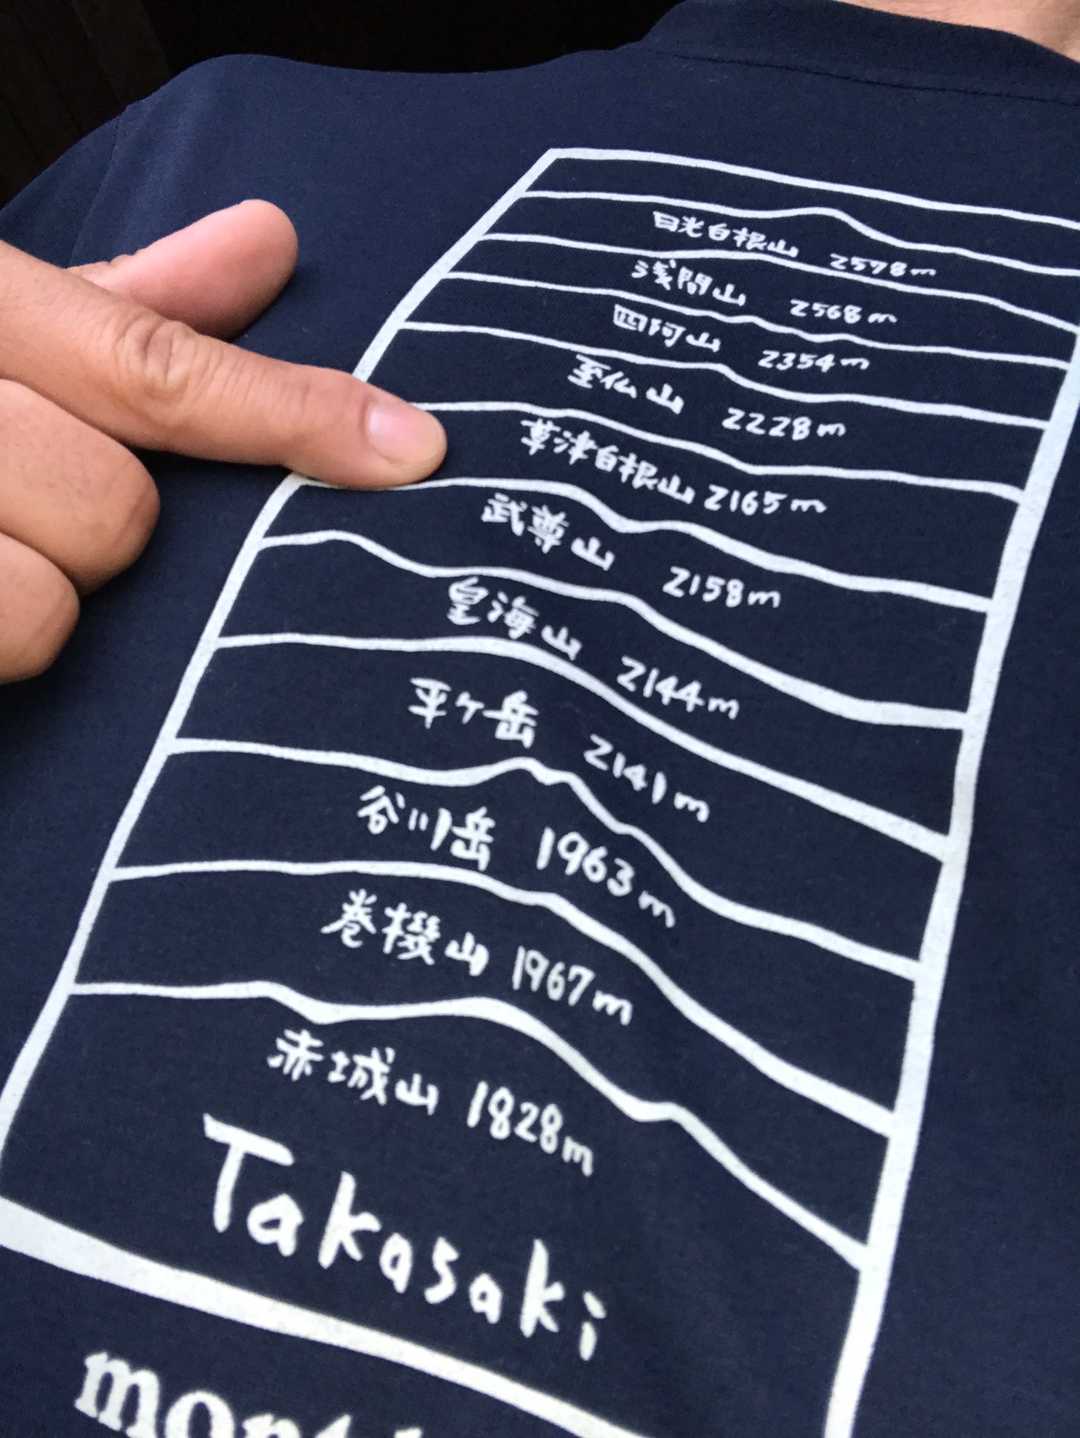 日光白根山 2578m
浅間山 2568m
四阿山 2354m
至仏山 2228m
草津白根山 2165m
武尊山 2158m
皇海山 2144m
平ヶ岳 2141m
谷川岳 1963m
巻機山 1967m
赤城山 1828m
Takasaki